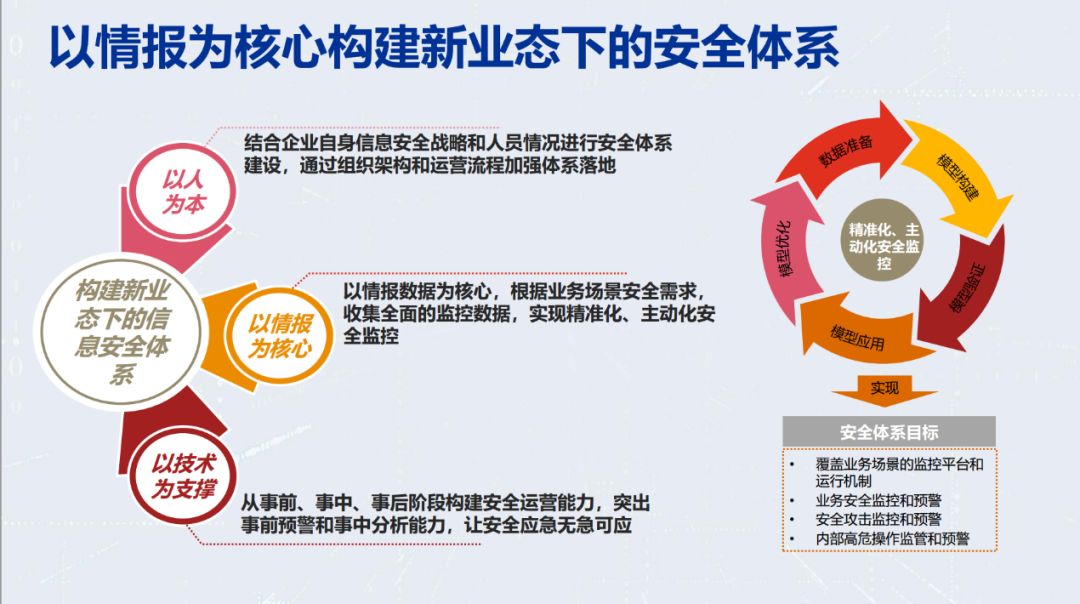 以情报为核心构建新业态下的安全体系
结合企业自身信息安全战略和人员情况进行安全体系
建设，通过组织架构和运营流程加强体系落地
以人
为本
构建新业
态下的信
息安全体
系
以情报
为核心
以情报数据为核心，根据业务场景安全需求，
收集全面的监控数据，实现精准化、主动化安
全监控
以技术
为支撑
从事前、事中、事后阶段构建安全运营能力，突出
事前预警和事中分析能力，让安全应急无急可应
数据准备
模型构建
模型验证
模型应用
模型优化
精准化、主
动化安全监
控
实现
安全体系目标
• 覆盖业务场景的监控平台和
运行机制
• 业务安全监控和预警
• 安全攻击监控和预警
• 内部高危操作监管和预警